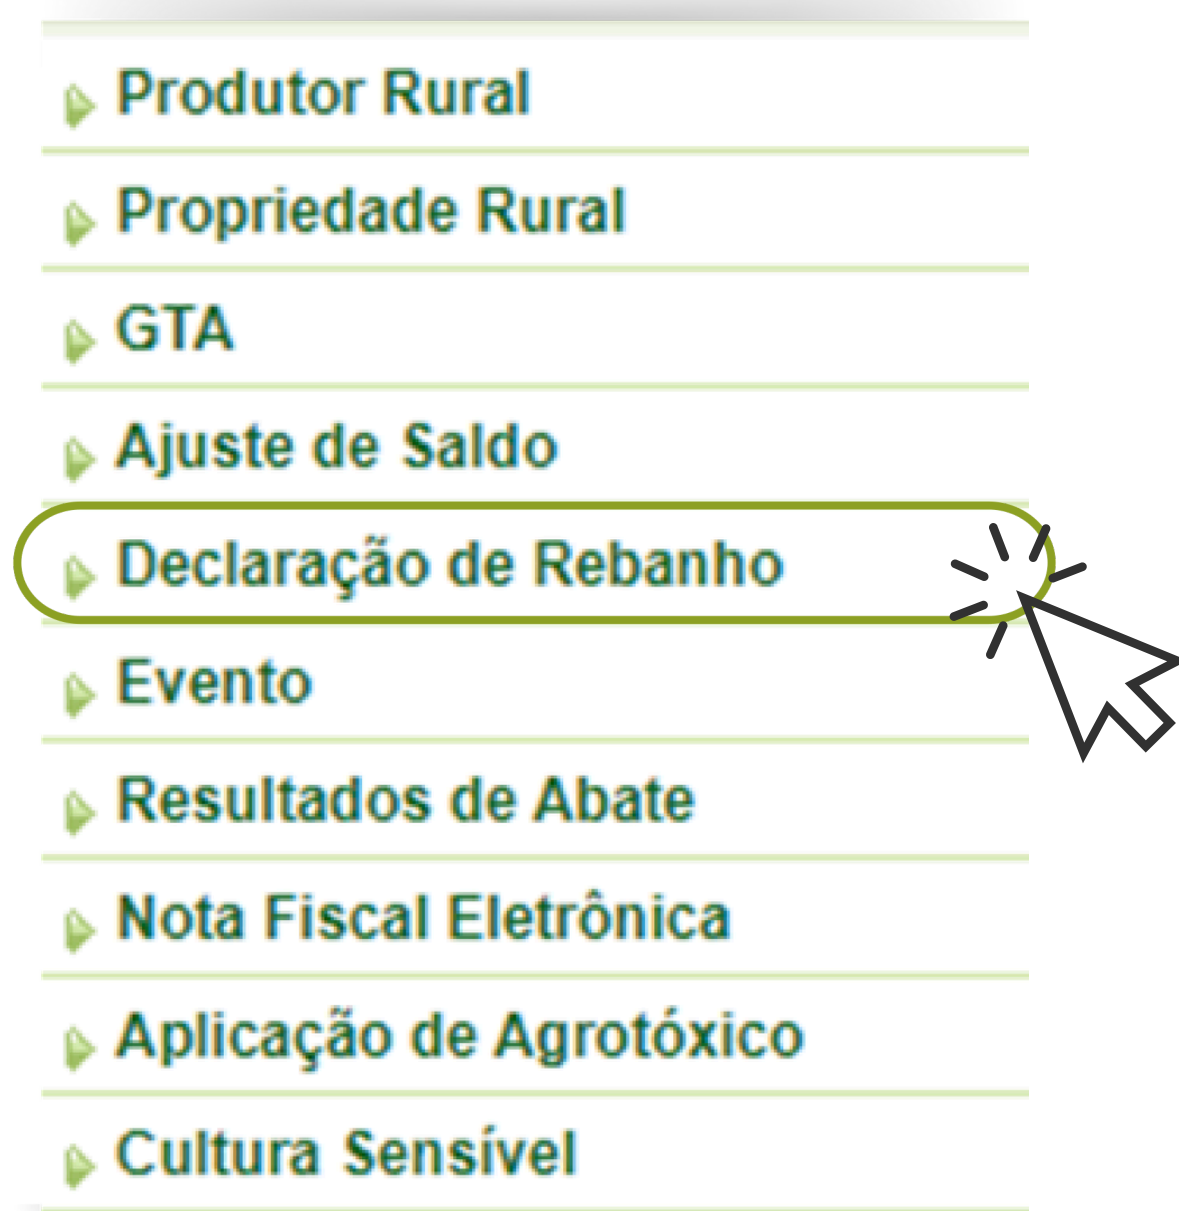 Produtor Rural
Propriedade Rural
GTA
Ajuste de Saldo
Declaração de Rebanho
Evento
Resultados de Abate
Nota Fiscal Eletrônica
Aplicação de Agrotóxico
Cultura Sensível